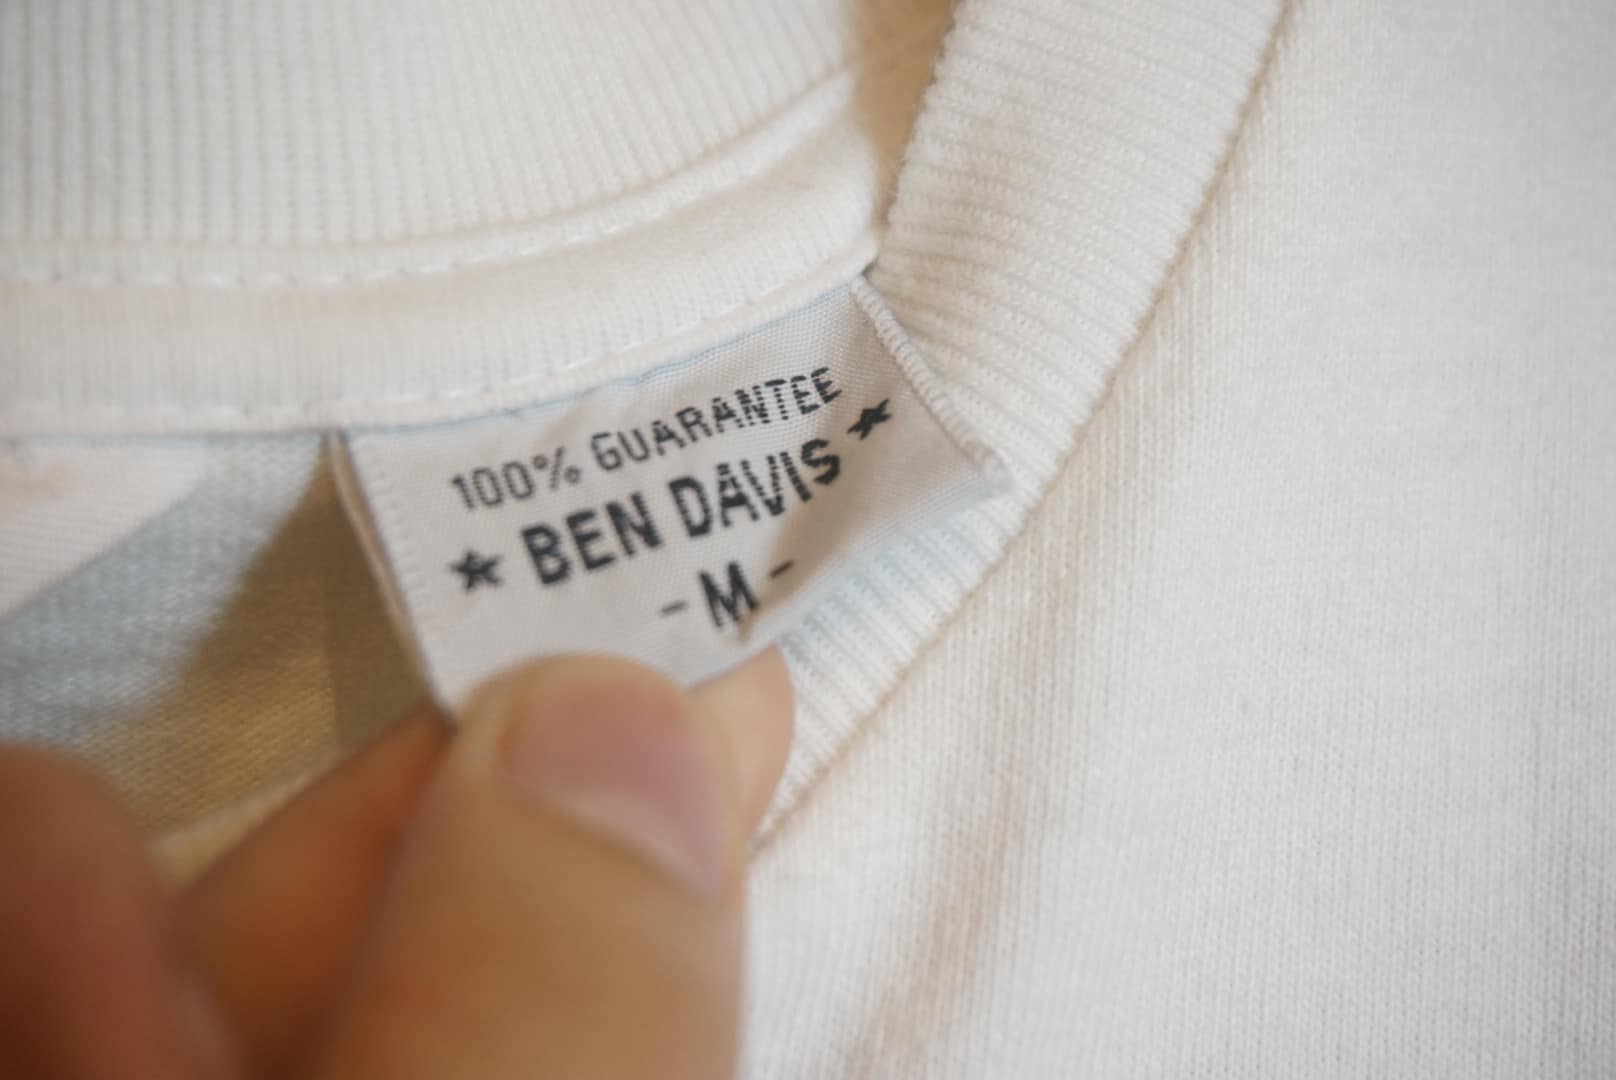 100% GUARANTEE
★ BEN DAVIS ★
- M -